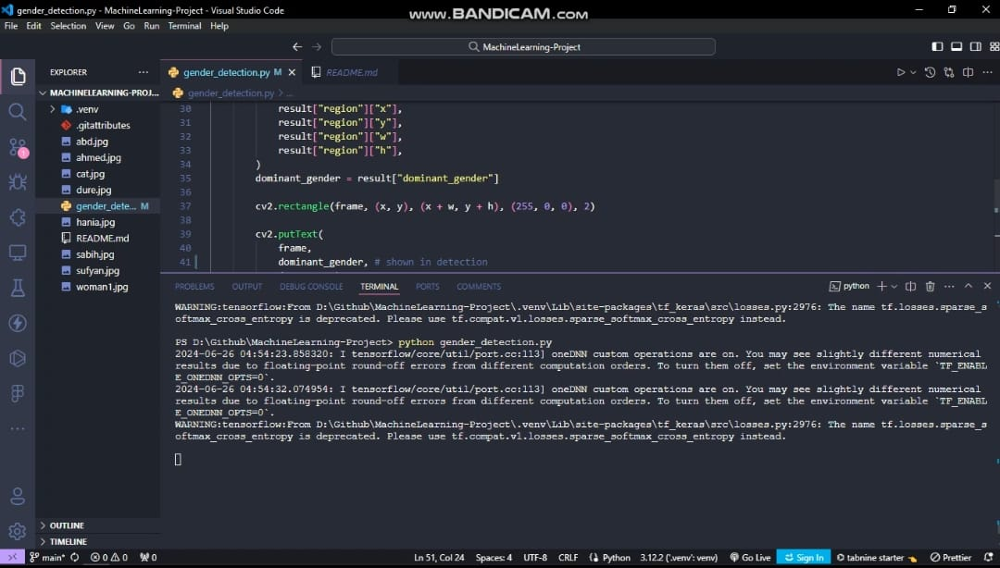 gender_detection.py - MachineLearning-Project - Visual Studio Code
www.BANDICAM.com
File Edit Selection View Go Run Terminal Help
MachineLearning-Project
EXPLORER
MACHINELEARNING-PROJ...
.venv
.gitattributes
abd.jpg
ahmed.jpg
cat.jpg
dure.jpg
gender_dete... M
hania.jpg
README.md
sabih.jpg
sufyan.jpg
woman1.jpg
OUTLINE
TIMELINE
1
gender_detection.py M
README.md
gender_detection.py > ...
30 result["region"]["x"],
31 result["region"]["y"],
32 result["region"]["w"],
33 result["region"]["h"],
34 )
35 dominant_gender = result["dominant_gender"]
36
37 cv2.rectangle(frame, (x, y), (x + w, y + h), (255, 0, 0), 2)
38
39 cv2.putText(
40 frame,
41 dominant_gender, # shown in detection
PROBLEMS OUTPUT DEBUG CONSOLE TERMINAL PORTS COMMENTS
python
WARNING:tensorflow:From D:\Github\MachineLearning-Project\.venv\Lib\site-packages\tf_keras\src\losses.py:2976: The name tf.losses.sparse_s
oftmax_cross_entropy is deprecated. Please use tf.compat.v1.losses.sparse_softmax_cross_entropy instead.
PS D:\Github\MachineLearning-Project> python gender_detection.py
2024-06-26 04:54:23.858320: I tensorflow/core/util/port.cc:113] oneDNN custom operations are on. You may see slightly different numerical
results due to floating-point round-off errors from different computation orders. To turn them off, set the environment variable `TF_ENABL
E_ONEDNN_OPTS=0`.
2024-06-26 04:54:32.074954: I tensorflow/core/util/port.cc:113] oneDNN custom operations are on. You may see slightly different numerical
results due to floating-point round-off errors from different computation orders. To turn them off, set the environment variable `TF_ENABL
E_ONEDNN_OPTS=0`.
WARNING:tensorflow:From D:\Github\MachineLearning-Project\.venv\Lib\site-packages\tf_keras\src\losses.py:2976: The name tf.losses.sparse_s
oftmax_cross_entropy is deprecated. Please use tf.compat.v1.losses.sparse_softmax_cross_entropy instead.
main* 0 0 0 Ln 51, Col 24 Spaces: 4 UTF-8 CRLF Python 3.12.2 ('.venv': venv) Go Live Sign In tabnine starter Prettier